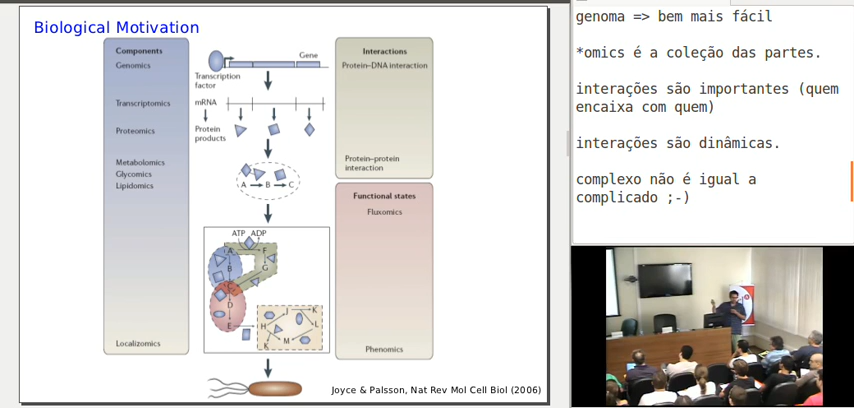 Biological Motivation
Components
Genomics
Transcriptomics
Proteomics
Metabolomics
Glycomics
Lipidomics
Localizomics
Gene
Transcription
factor
mRNA
Protein
products
A B C
ATP ADP
A F
B G
C
D
E H J K
L
M
Interactions
Protein–DNA interaction
Protein–protein
interaction
Functional states
Fluxomics
Phenomics
Joyce & Palsson, Nat Rev Mol Cell Biol (2006)
genoma => bem mais fácil
*omics é a coleção das partes.
interações são importantes (quem
encaixa com quem)
interações são dinâmicas.
complexo não é igual a
complicado ;-)